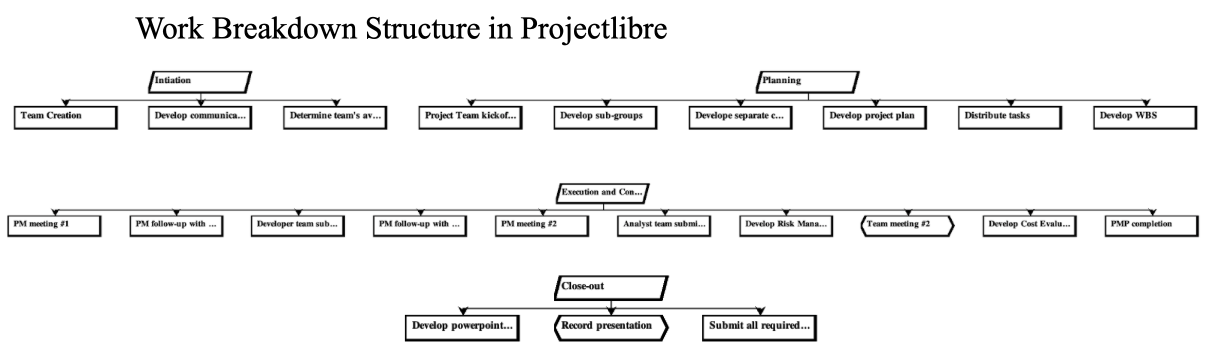 Work Breakdown Structure in Projectlibre
Intiation
Planning
Team Creation
Develop communica...
Determine team's av...
Project Team kickof...
Develop sub-groups
Develope separate c...
Develop project plan
Distribute tasks
Develop WBS
Execution and Con...
PM meeting #1
PM follow-up with ...
Developer team sub...
PM follow-up with ...
PM meeting #2
Analyst team submi...
Develop Risk Mana...
Team meeting #2
Develop Cost Evalu...
PMP completion
Close-out
Develop powerpoint...
Record presentation
Submit all required...